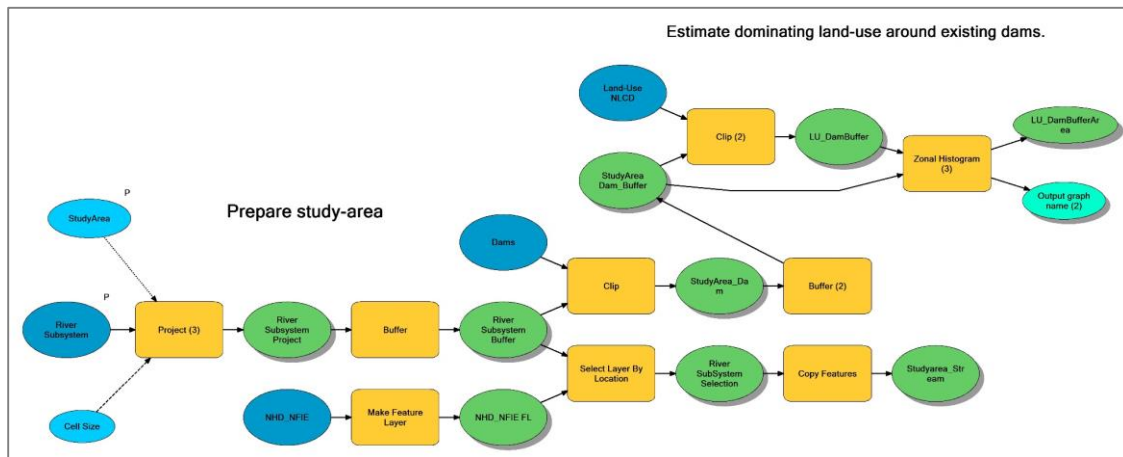 Estimate dominating land-use around existing dams.
Land-Use
NLCD
Clip (2)
LU_DamBuffer
Zonal Histogram
(3)
LU_DamBufferAr
ea
Output graph
name (2)
StudyArea
Dam_Buffer
P
StudyArea
Prepare study-area
Dams
Clip
StudyArea_Da
m
Buffer (2)
P
River
Subsystem
Project (3)
River
Subsystem
Project
Buffer
River
Subsystem
Buffer
Select Layer By
Location
River
SubSystem
Selection
Copy Features
Studyarea_Str
eam
Cell Size
NHD_NFIE
Make Feature
Layer
NHD_NFIE FL